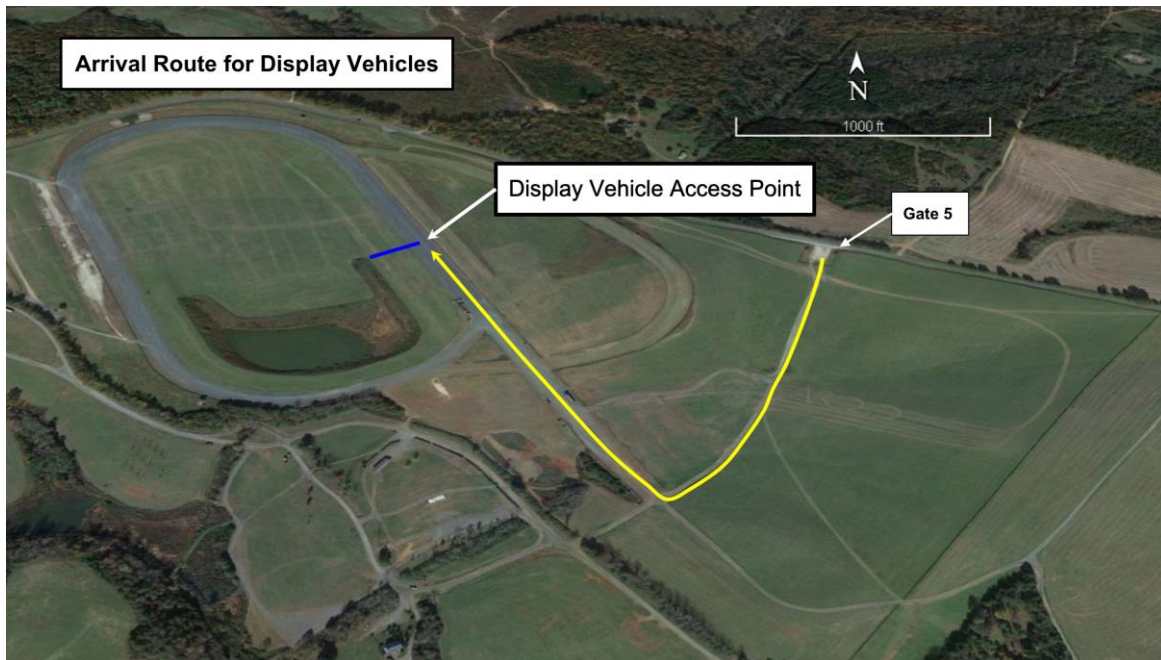 Arrival Route for Display Vehicles
N
1000 ft
Display Vehicle Access Point
Gate 5